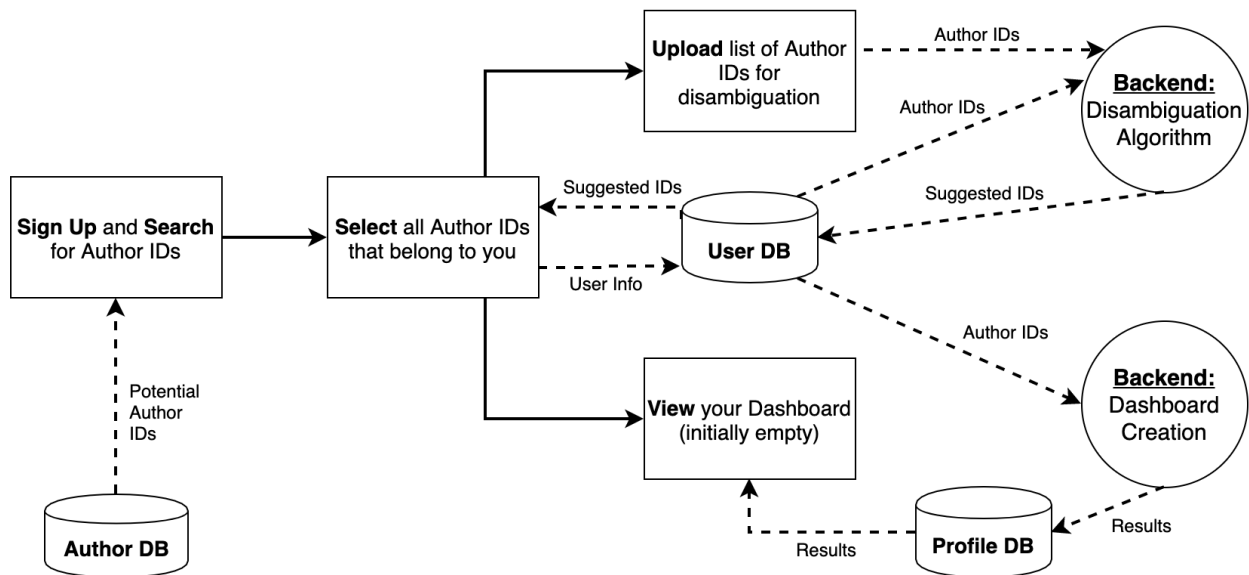 Upload list of Author
IDs for
disambiguation
Author IDs
Backend:
Disambiguation
Algorithm
Author IDs
Sign Up and Search
for Author IDs
Select all Author IDs
that belong to you
Suggested IDs
User Info
User DB
Suggested IDs
Author IDs
Potential
Author
IDs
Author DB
View your Dashboard
(initially empty)
Backend:
Dashboard
Creation
Results
Profile DB
Results